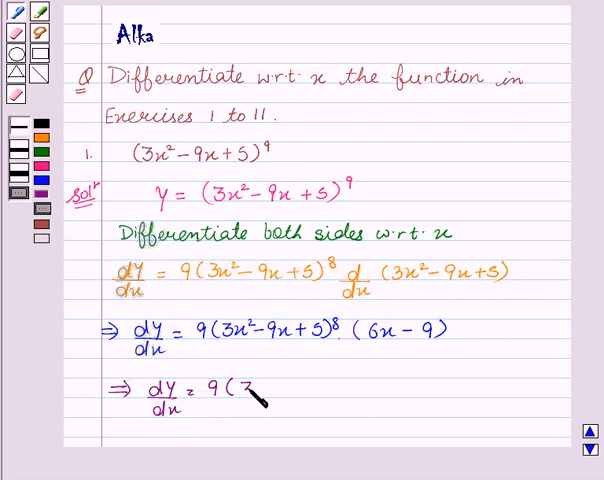 Alka
Q Differentiate w.r.t. x the function in
Exercises 1 to 11.
1. (3x² - 9x + 5)⁹
Solⁿ Y = (3x² - 9x + 5)⁹
Differentiate both sides w.r.t. x
dY/dx = 9(3x² - 9x + 5)⁸ d/dx (3x² - 9x + 5)
⇒ dY/dx = 9(3x² - 9x + 5)⁸ · (6x - 9)
⇒ dY/dx = 9(3